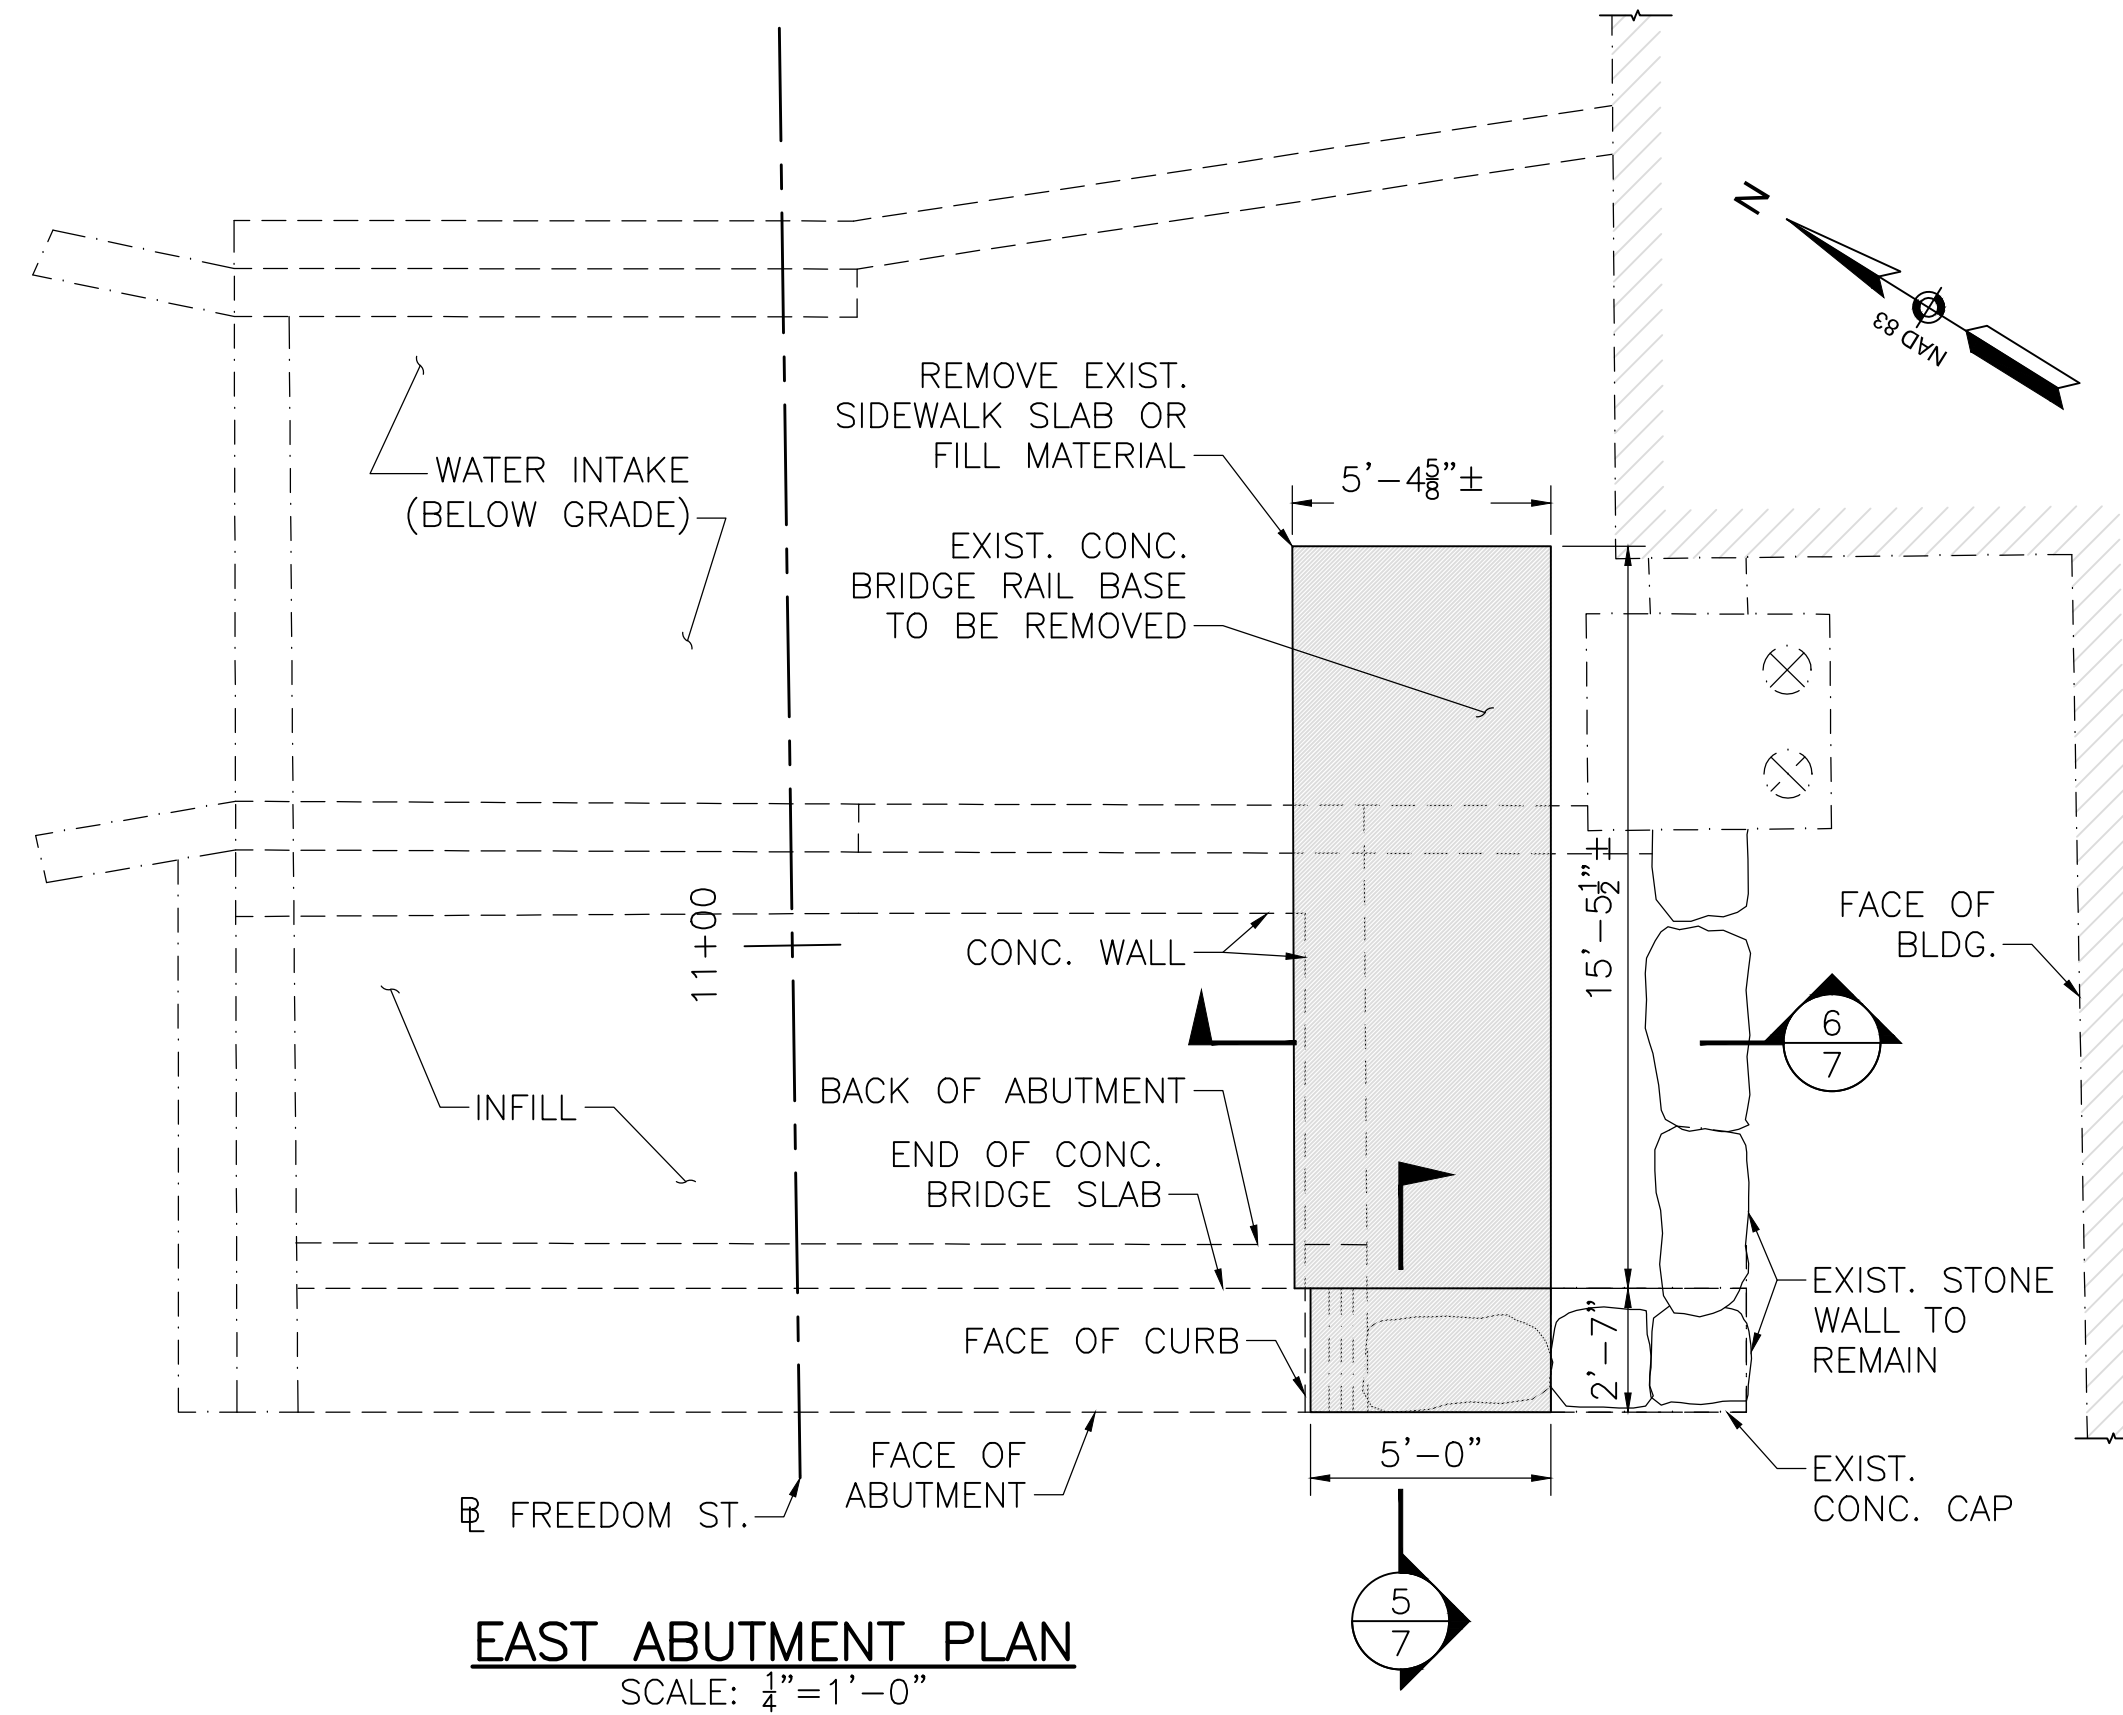 N
NAD 83
REMOVE EXIST.
SIDEWALK SLAB OR
FILL MATERIAL
5'-4⅝"±
WATER INTAKE
(BELOW GRADE)
EXIST. CONC.
BRIDGE RAIL BASE
TO BE REMOVED
11+00
15'-5½"±
FACE OF
BLDG.
CONC. WALL
6
7
BACK OF ABUTMENT
INFILL
END OF CONC.
BRIDGE SLAB
EXIST. STONE
WALL TO
REMAIN
FACE OF CURB
2'-7"
FACE OF
ABUTMENT
5'-0"
EXIST.
CONC. CAP
BL FREEDOM ST.
5
7
EAST ABUTMENT PLAN
SCALE: ¼"=1'-0"